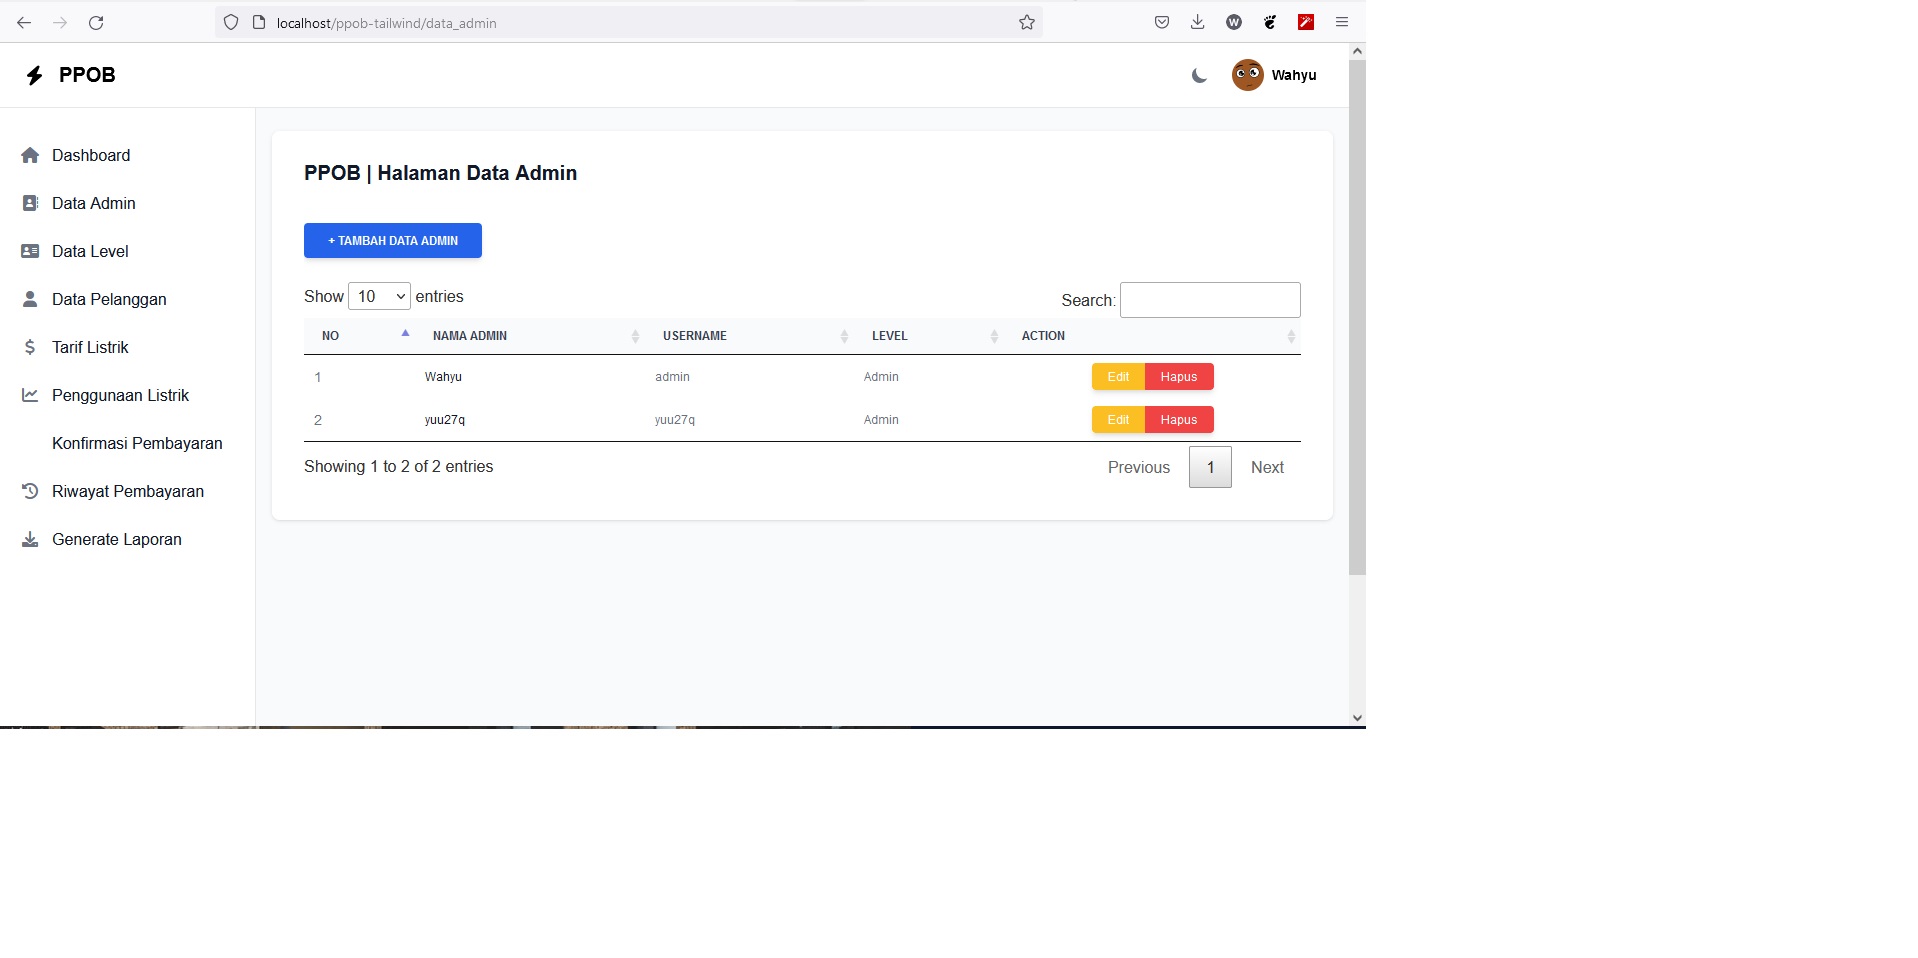 localhost/ppob-tailwind/data_admin
W
PPOB
Wahyu
Dashboard
Data Admin
Data Level
Data Pelanggan
Tarif Listrik
Penggunaan Listrik
Konfirmasi Pembayaran
Riwayat Pembayaran
Generate Laporan
PPOB | Halaman Data Admin
+ TAMBAH DATA ADMIN
Show 10 entries
Search:
NO NAMA ADMIN USERNAME LEVEL ACTION
1 Wahyu admin Admin Edit Hapus
2 yuu27q yuu27q Admin Edit Hapus
Showing 1 to 2 of 2 entries
Previous 1 Next